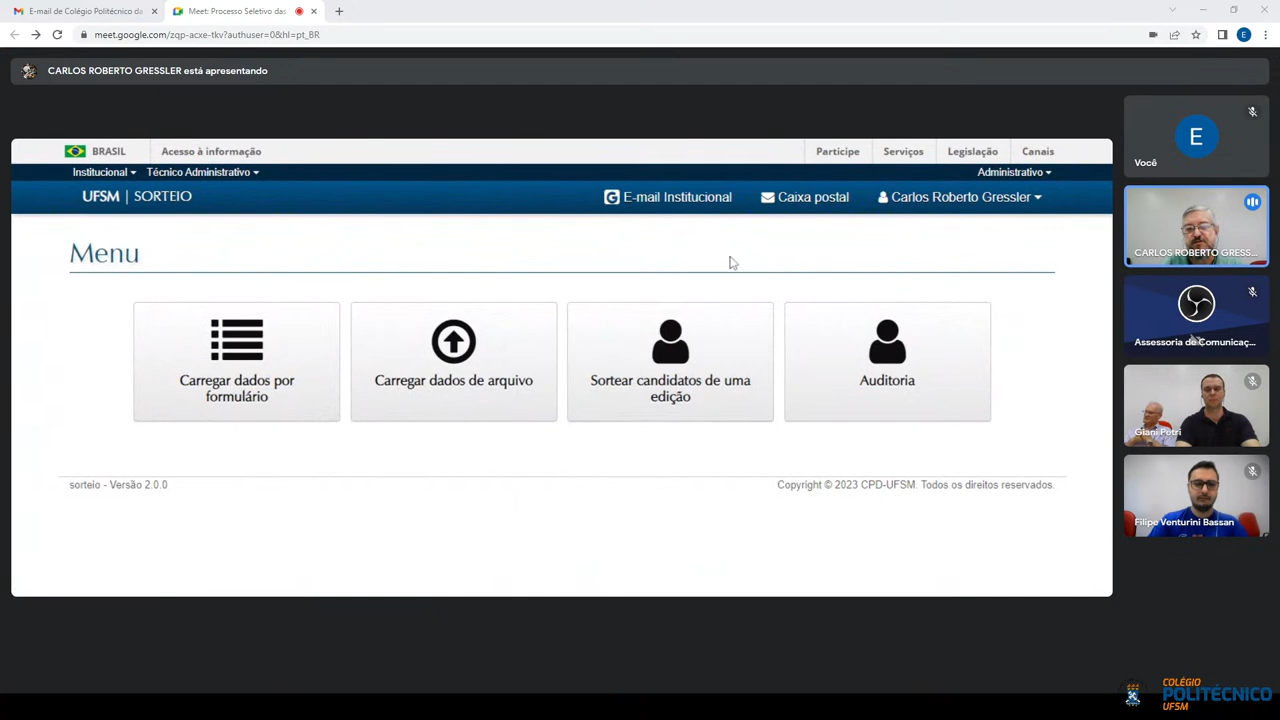 E-mail de Colégio Politécnico da
Meet: Processo Seletivo das
meet.google.com/zqp-acxe-tkv?authuser=0&hl=pt_BR
E
CARLOS ROBERTO GRESSLER está apresentando
BRASIL
Acesso à informação
Participe
Serviços
Legislação
Canais
Institucional
Técnico Administrativo
Administrativo
UFSM | SORTEIO
E-mail Institucional
Caixa postal
Carlos Roberto Gressler
Menu
Carregar dados por
formulário
Carregar dados de arquivo
Sortear candidatos de uma
edição
Auditoria
sorteio - Versão 2.0.0
Copyright © 2023 CPD-UFSM. Todos os direitos reservados.
E
Você
CARLOS ROBERTO GRESS...
Assessoria de Comunicaç...
Giani Petri
Filipe Venturini Bassan
COLÉGIO
POLITÉCNICO
UFSM